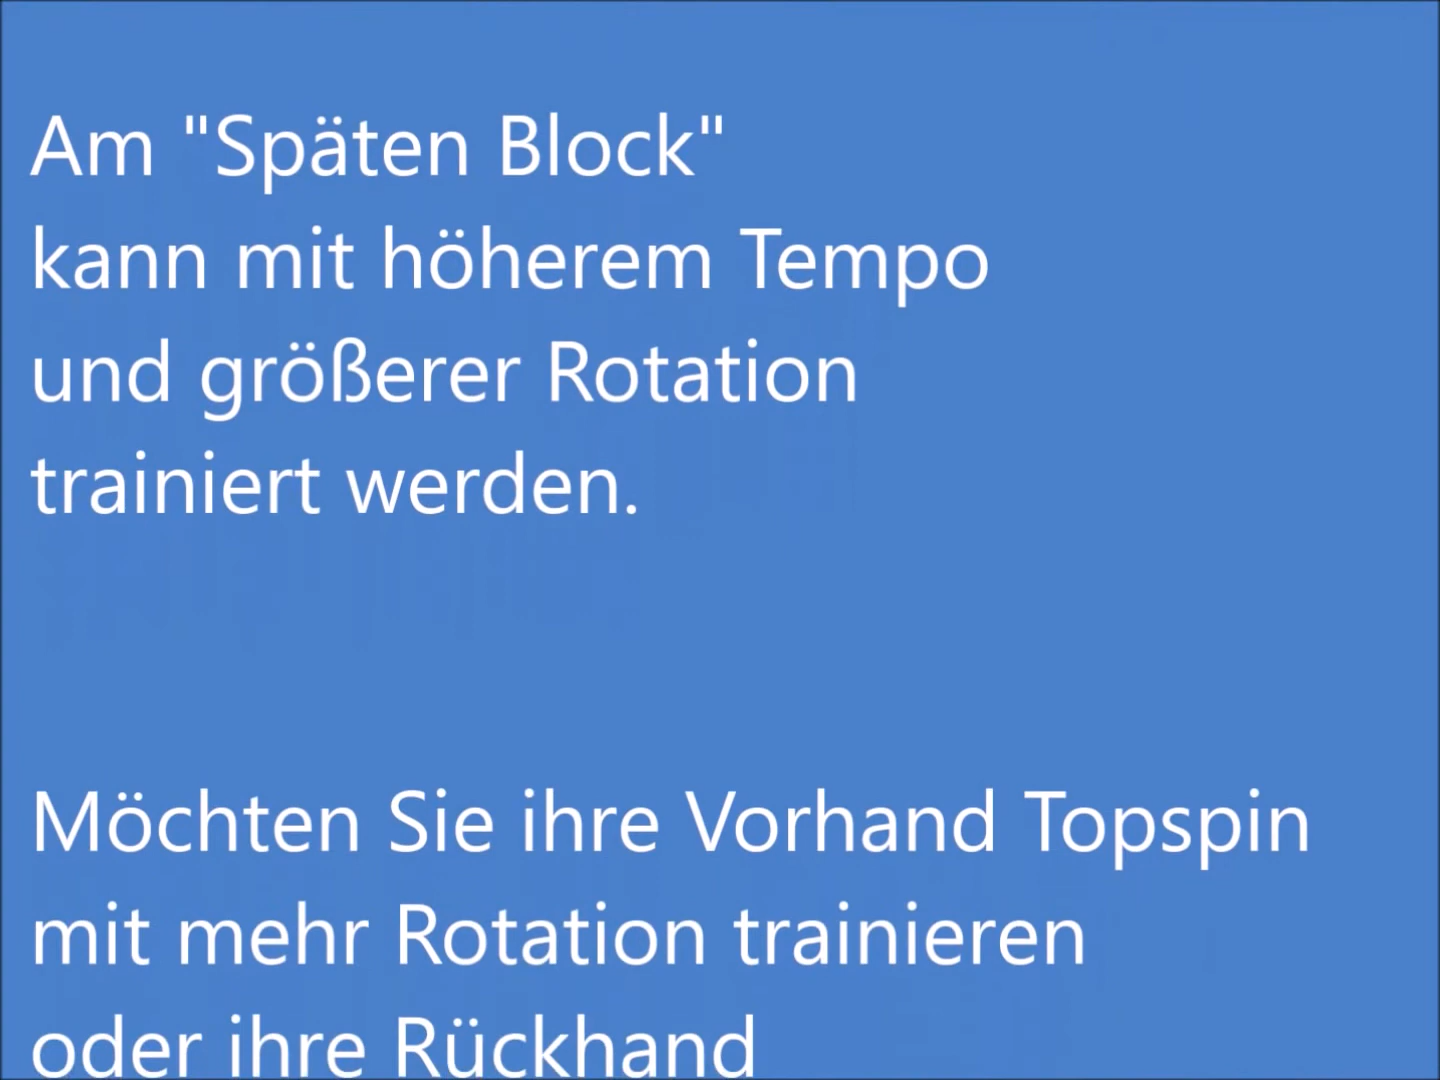 Am "Späten Block"
kann mit höherem Tempo
und größerer Rotation
trainiert werden.
Möchten Sie ihre Vorhand Topspin
mit mehr Rotation trainieren
oder ihre Rückhand